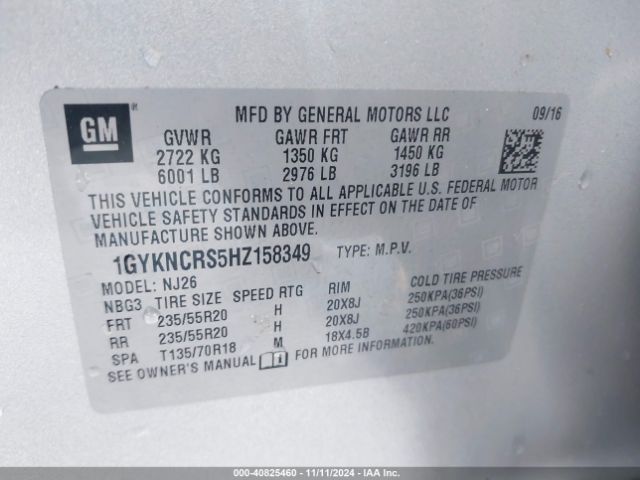 GM
MFD BY GENERAL MOTORS LLC 09/16
GVWR GAWR FRT GAWR RR
2722 KG 1350 KG 1450 KG
6001 LB 2976 LB 3196 LB
THIS VEHICLE CONFORMS TO ALL APPLICABLE U.S. FEDERAL MOTOR
VEHICLE SAFETY STANDARDS IN EFFECT ON THE DATE OF
MANUFACTURE SHOWN ABOVE.
1GYKNCRS5HZ158349 TYPE: M.P.V.
MODEL: NJ26
NBG3 TIRE SIZE SPEED RTG RIM COLD TIRE PRESSURE
FRT 235/55R20 H 20X8J 250KPA(36PSI)
RR 235/55R20 H 20X8J 250KPA(36PSI)
SPA T135/70R18 M 18X4.5B 420KPA(60PSI)
SEE OWNER'S MANUAL FOR MORE INFORMATION.
000-40825460 - 11/11/2024 - IAA Inc.